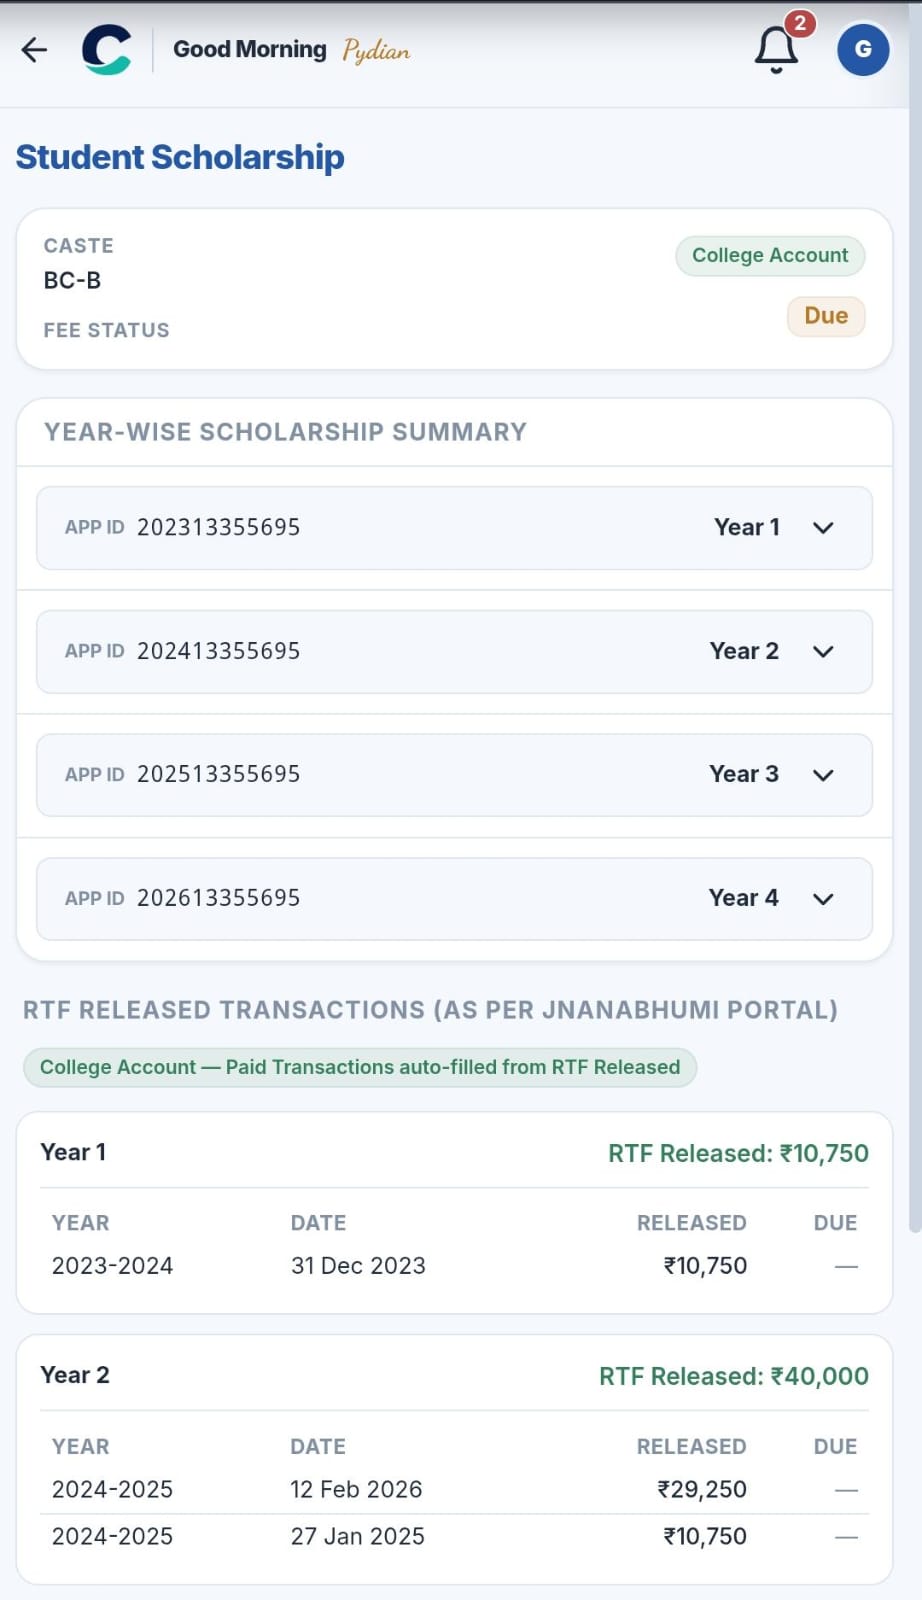 Good Morning Pydian
2
G
Student Scholarship
CASTE
College Account
BC-B
FEE STATUS
Due
YEAR-WISE SCHOLARSHIP SUMMARY
APP ID 202313355695 Year 1
APP ID 202413355695 Year 2
APP ID 202513355695 Year 3
APP ID 202613355695 Year 4
RTF RELEASED TRANSACTIONS (AS PER JNANABHUMI PORTAL)
College Account — Paid Transactions auto-filled from RTF Released
Year 1 RTF Released: ₹10,750
YEAR DATE RELEASED DUE
2023-2024 31 Dec 2023 ₹10,750 —
Year 2 RTF Released: ₹40,000
YEAR DATE RELEASED DUE
2024-2025 12 Feb 2026 ₹29,250 —
2024-2025 27 Jan 2025 ₹10,750 —